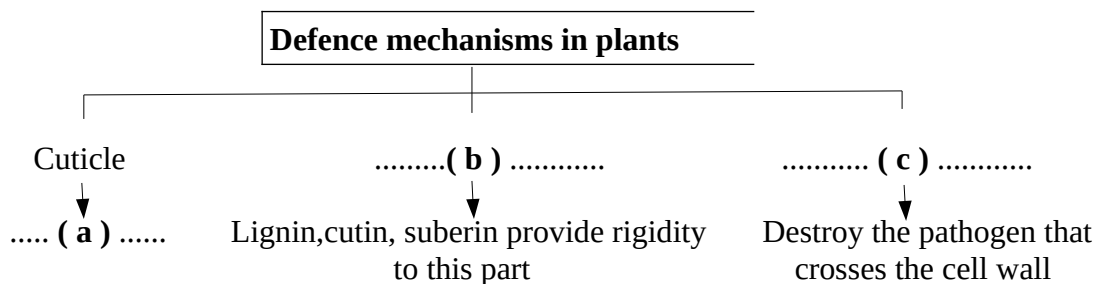 Defence mechanisms in plants
Cuticle
.........( b ) ............
........... ( c ) ............
..... ( a ) ......
Lignin,cutin, suberin provide rigidity
to this part
Destroy the pathogen that
crosses the cell wall